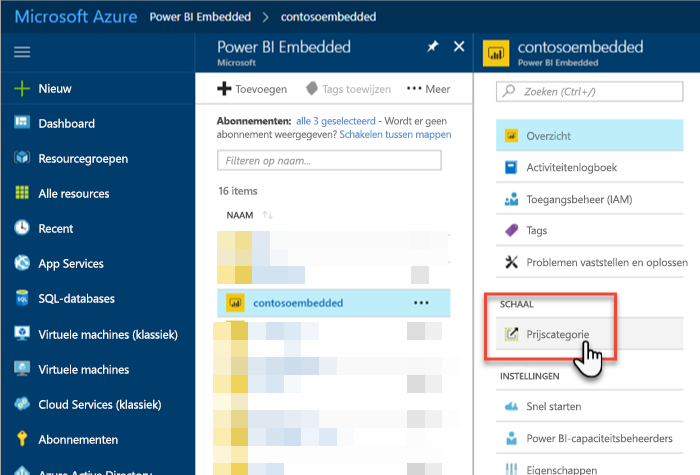 Microsoft Azure Power BI Embedded > contosoembedded
Nieuw
Dashboard
Resourcegroepen
Alle resources
Recent
App Services
SQL-databases
Virtuele machines (klassiek)
Virtuele machines
Cloud Services (klassiek)
Abonnementen
Azure Active Directory
Power BI Embedded
Microsoft
Toevoegen Tags toewijzen ••• Meer
Abonnementen: alle 3 geselecteerd - Wordt er geen
abonnement weergegeven? Schakelen tussen mappen
Filteren op naam...
16 items
NAAM
contosoembedded •••
contosoembedded
Power BI Embedded
Zoeken (Ctrl+/)
Overzicht
Activiteitenlogboek
Toegangsbeheer (IAM)
Tags
Problemen vaststellen en oplossen
SCHAAL
Prijscategorie
INSTELLINGEN
Snel starten
Power BI-capaciteitsbeheerders
Eigenschappen